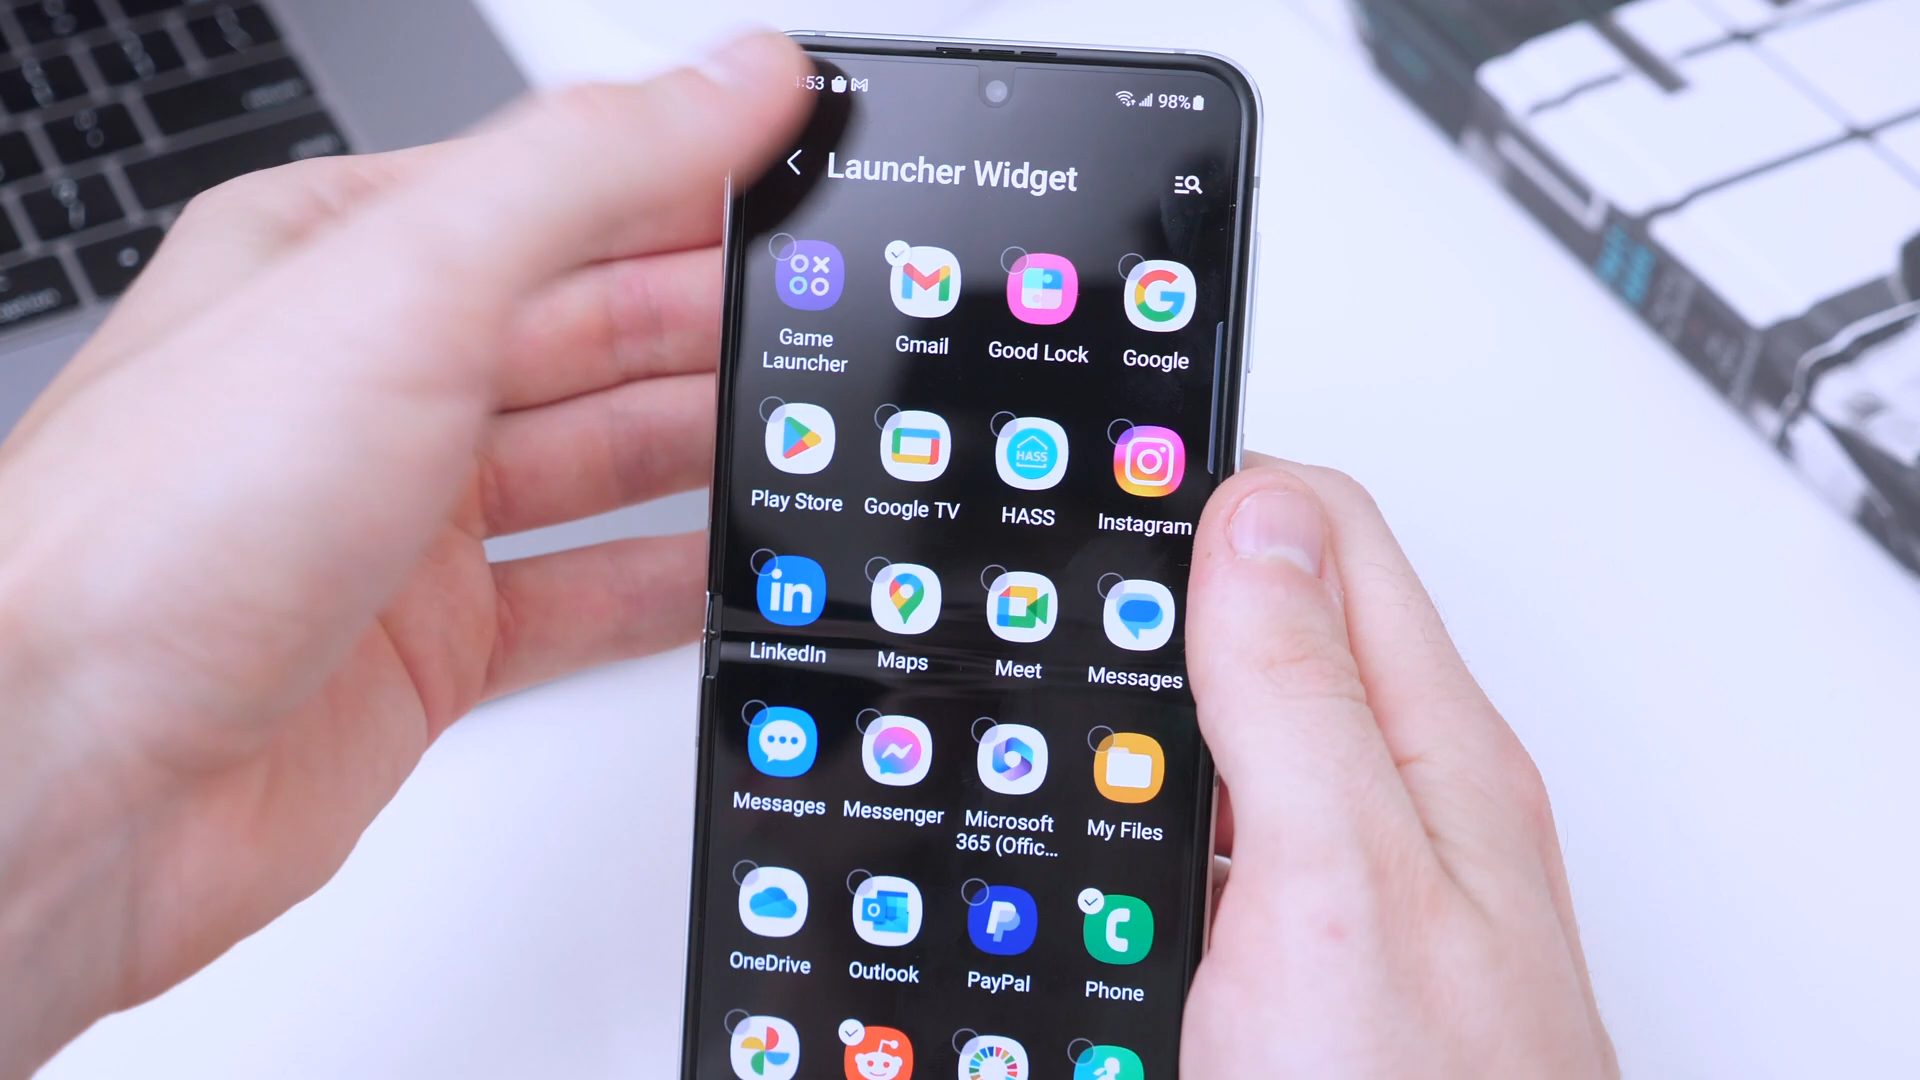 :53
98%
Launcher Widget
Game
Launcher
Gmail
Good Lock
Google
Play Store
Google TV
HASS
HASS
Instagram
in
LinkedIn
Maps
Meet
Messages
Messages
Messenger
Microsoft
365 (Offic...
My Files
OneDrive
Outlook
PayPal
Phone